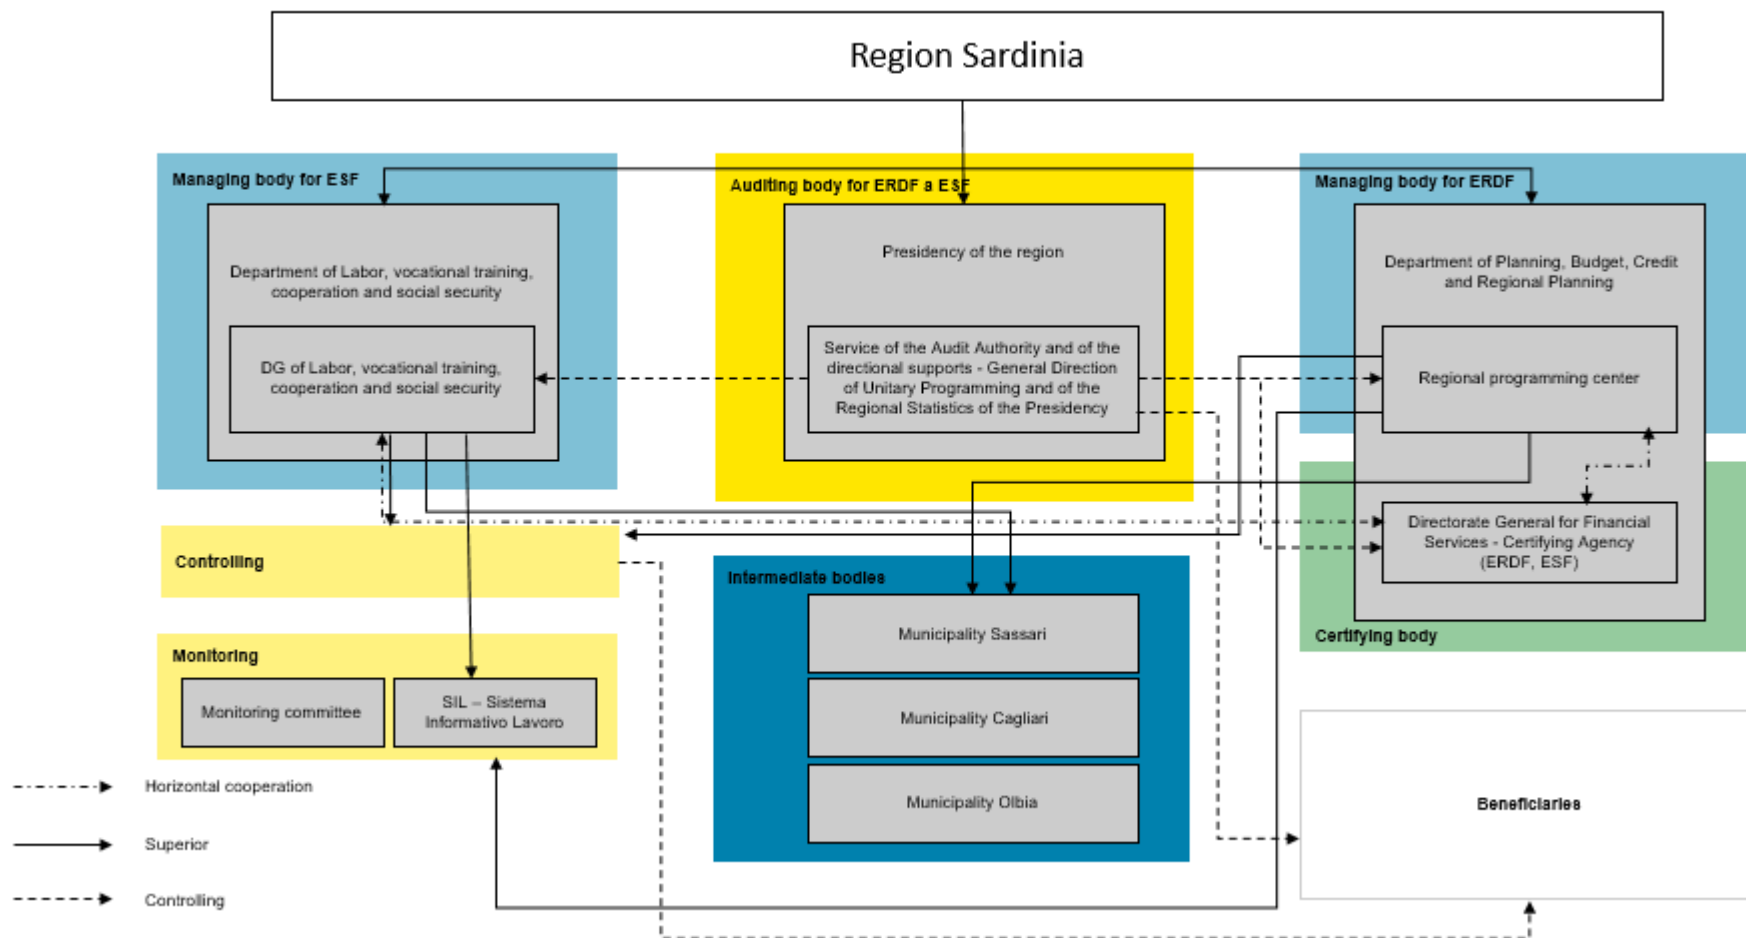 Region Sardinia
Managing body for ESF
Department of Labor, vocational training,
cooperation and social security
DG of Labor, vocational training,
cooperation and social security
Auditing body for ERDF a ESF
Presidency of the region
Service of the Audit Authority and of the
directional supports - General Direction
of Unitary Programming and of the
Regional Statistics of the Presidency
Managing body for ERDF
Department of Planning, Budget, Credit
and Regional Planning
Regional programming center
Directorate General for Financial
Services - Certifying Agency
(ERDF, ESF)
Certifying body
Controlling
Monitoring
Monitoring committee
SIL – Sistema
Informativo Lavoro
Intermediate bodies
Municipality Sassari
Municipality Cagliari
Municipality Olbia
Beneficiaries
Horizontal cooperation
Superior
Controlling